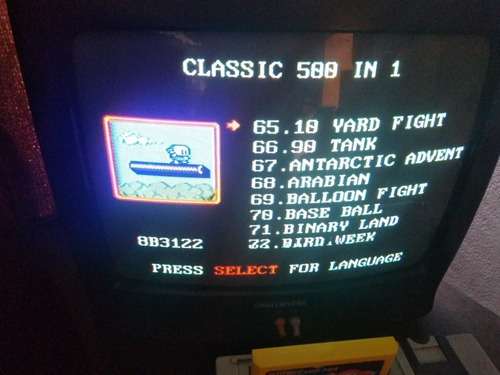 CLASSIC 500 IN 1
65.10 YARD FIGHT
66.90 TANK
67.ANTARCTIC ADVENT
68.ARABIAN
69.BALLOON FIGHT
70.BASE BALL
71.BINARY LAND
72.BIRD WEEK
8B3122
PRESS SELECT FOR LANGUAGE